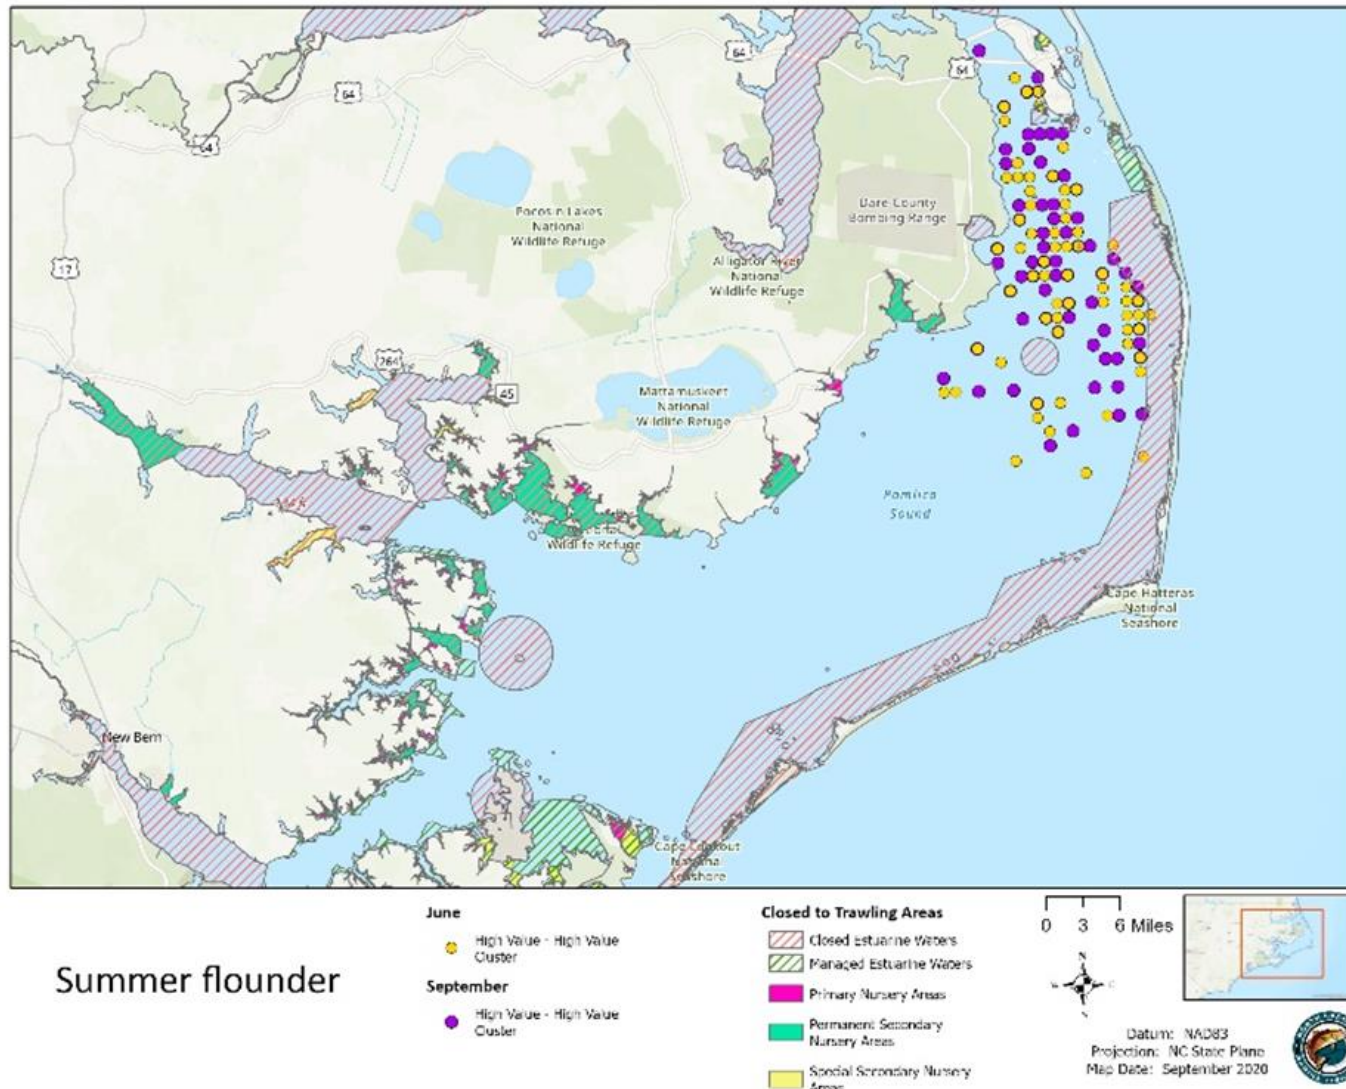 64
64
64
64
Pocosin Lakes
National
Wildlife Refuge
Dare County
Bombing Range
17
Alligator River
National
Wildlife Refuge
264
45
Mattamuskeet
National
Wildlife Refuge
Pamlico
Sound
National
Wildlife Refuge
Cape Hatteras
National
Seashore
New Bern
Cape Lookout
National
Seashore
Summer flounder
June
High Value - High Value
Cluster
September
High Value - High Value
Cluster
Closed to Trawling Areas
Closed Estuarine Waters
Managed Estuarine Waters
Primary Nursery Areas
Permanent Secondary
Nursery Areas
Special Secondary Nursery
Areas
0 3 6 Miles
N
S
Datum: NAD83
Projection: NC State Plane
Map Date: September 2020